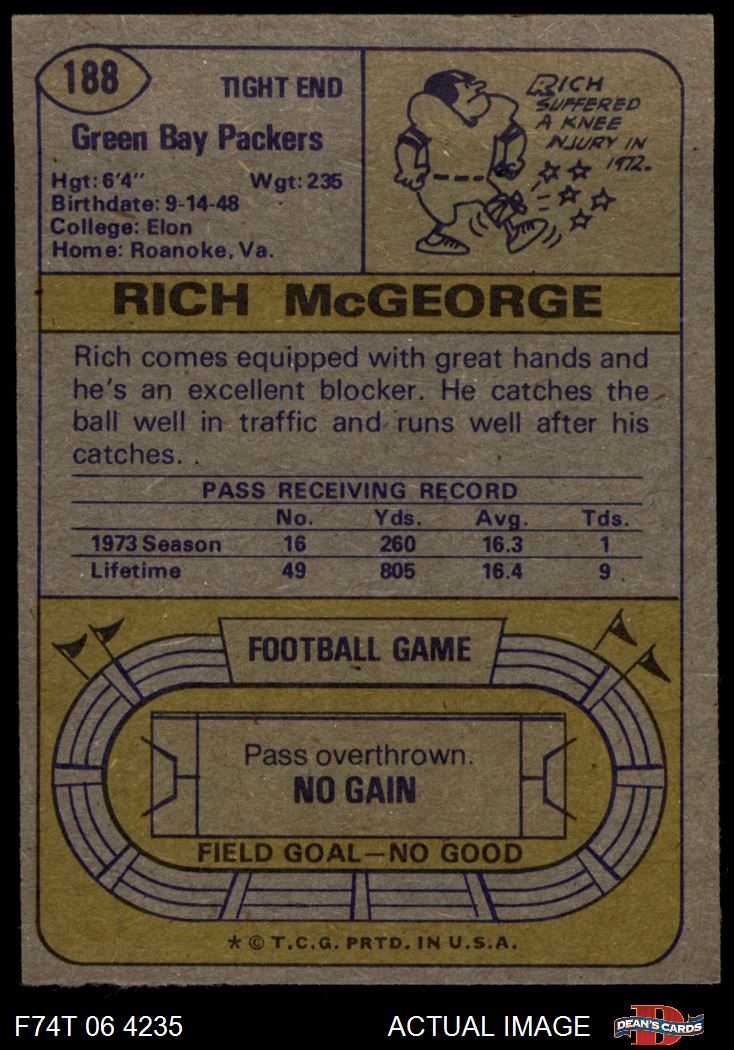 188
TIGHT END
Green Bay Packers
Hgt: 6'4" Wgt: 235
Birthdate: 9-14-48
College: Elon
Home: Roanoke, Va.
RICH
SUFFERED
A KNEE
INJURY IN
1972.
RICH McGEORGE
Rich comes equipped with great hands and
he's an excellent blocker. He catches the
ball well in traffic and runs well after his
catches.
PASS RECEIVING RECORD
No. Yds. Avg. Tds.
1973 Season 16 260 16.3 1
Lifetime 49 805 16.4 9
FOOTBALL GAME
Pass overthrown.
NO GAIN
FIELD GOAL—NO GOOD
* © T.C.G. PRTD. IN U.S.A.
F74T 06 4235 ACTUAL IMAGE
D
DEAN'S CARDS